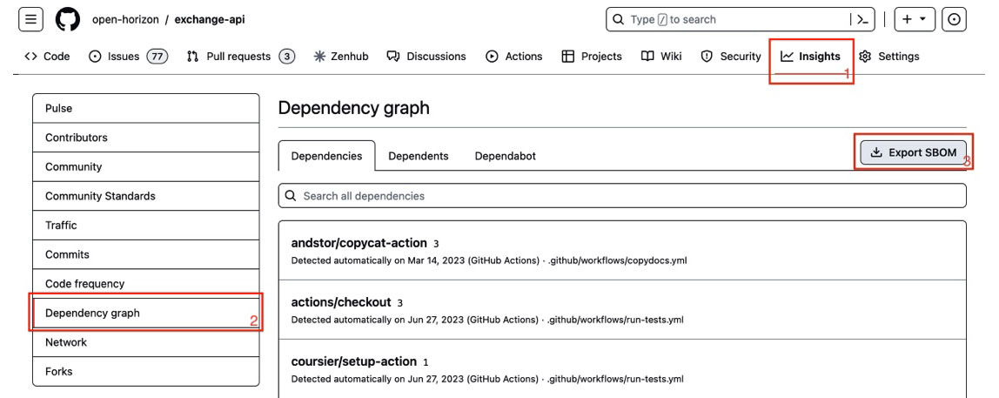 open-horizon / exchange-api
Type / to search
Code Issues 77 Pull requests 3 Zenhub Discussions Actions Projects Wiki Security Insights Settings
1
Pulse
Contributors
Community
Community Standards
Traffic
Commits
Code frequency
Dependency graph
2
Network
Forks
Dependency graph
Dependencies Dependents Dependabot
Export SBOM
3
Search all dependencies
andstor/copycat-action 3
Detected automatically on Mar 14, 2023 (GitHub Actions) · .github/workflows/copydocs.yml
actions/checkout 3
Detected automatically on Jun 27, 2023 (GitHub Actions) · .github/workflows/run-tests.yml
coursier/setup-action 1
Detected automatically on Jun 27, 2023 (GitHub Actions) · .github/workflows/run-tests.yml